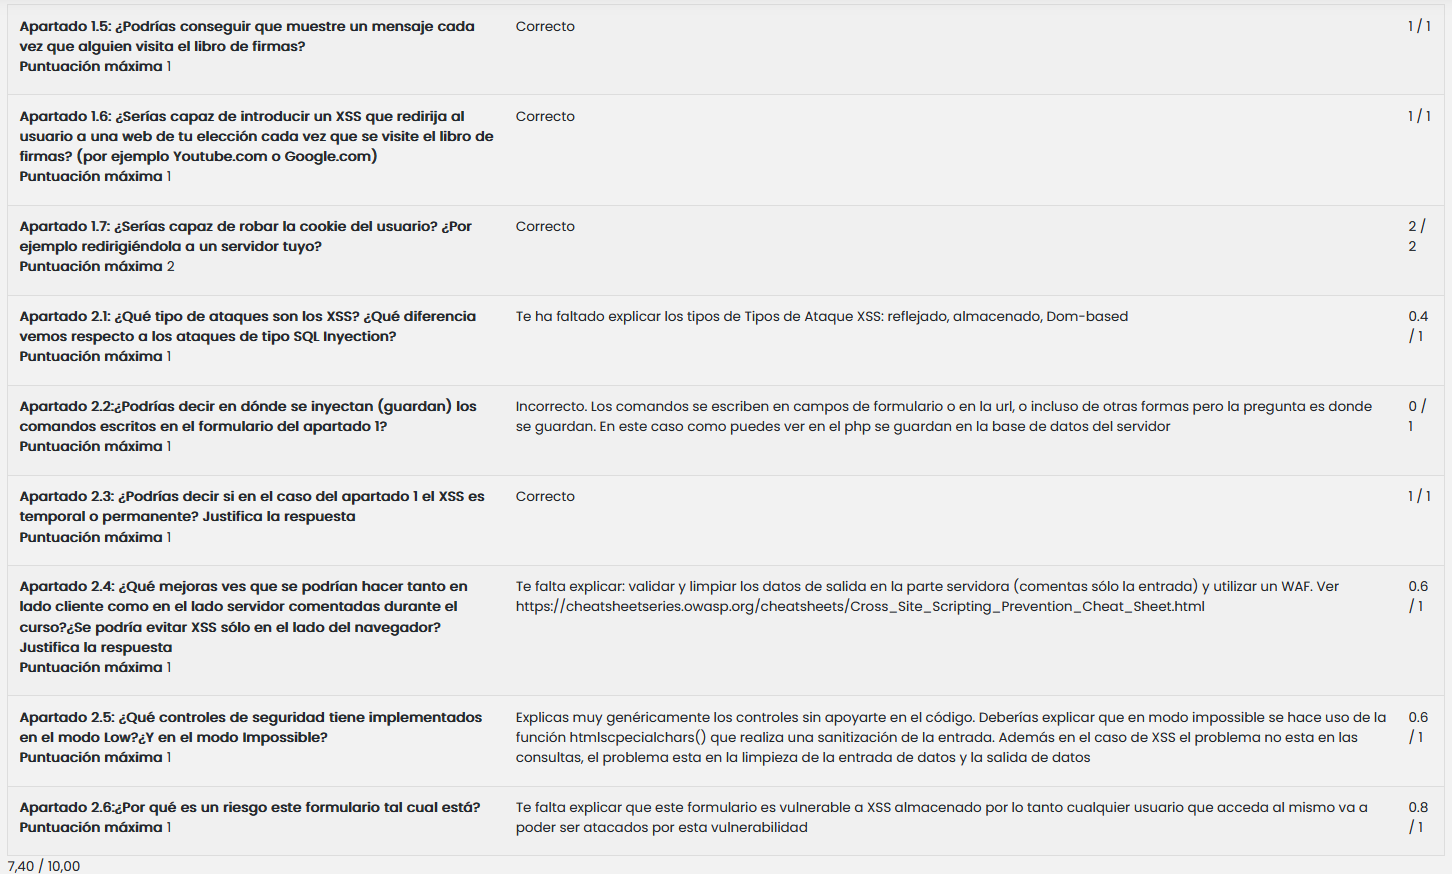 Apartado 1.5: ¿Podrías conseguir que muestre un mensaje cada
vez que alguien visita el libro de firmas?
Puntuación máxima 1
Correcto
1 / 1
Apartado 1.6: ¿Serías capaz de introducir un XSS que redirija al
usuario a una web de tu elección cada vez que se visite el libro de
firmas? (por ejemplo Youtube.com o Google.com)
Puntuación máxima 1
Correcto
1 / 1
Apartado 1.7: ¿Serías capaz de robar la cookie del usuario? ¿Por
ejemplo redirigiéndola a un servidor tuyo?
Puntuación máxima 2
Correcto
2 /
2
Apartado 2.1: ¿Qué tipo de ataques son los XSS? ¿Qué diferencia
vemos respecto a los ataques de tipo SQL Inyection?
Puntuación máxima 1
Te ha faltado explicar los tipos de Tipos de Ataque XSS: reflejado, almacenado, Dom-based
0.4
/ 1
Apartado 2.2:¿Podrías decir en dónde se inyectan (guardan) los
comandos escritos en el formulario del apartado 1?
Puntuación máxima 1
Incorrecto. Los comandos se escriben en campos de formulario o en la url, o incluso de otras formas pero la pregunta es donde
se guardan. En este caso como puedes ver en el php se guardan en la base de datos del servidor
0 /
1
Apartado 2.3: ¿Podrías decir si en el caso del apartado 1 el XSS es
temporal o permanente? Justifica la respuesta
Puntuación máxima 1
Correcto
1 / 1
Apartado 2.4: ¿Qué mejoras ves que se podrían hacer tanto en
lado cliente como en el lado servidor comentadas durante el
curso?¿Se podría evitar XSS sólo en el lado del navegador?
Justifica la respuesta
Puntuación máxima 1
Te falta explicar: validar y limpiar los datos de salida en la parte servidora (comentas sólo la entrada) y utilizar un WAF. Ver
https://cheatsheetseries.owasp.org/cheatsheets/Cross_Site_Scripting_Prevention_Cheat_Sheet.html
0.6
/ 1
Apartado 2.5: ¿Qué controles de seguridad tiene implementados
en el modo Low?¿Y en el modo Impossible?
Puntuación máxima 1
Explicas muy genéricamente los controles sin apoyarte en el código. Deberías explicar que en modo impossible se hace uso de la
función htmlscpecialchars() que realiza una sanitización de la entrada. Además en el caso de XSS el problema no esta en las
consultas, el problema esta en la limpieza de la entrada de datos y la salida de datos
0.6
/ 1
Apartado 2.6:¿Por qué es un riesgo este formulario tal cual está?
Puntuación máxima 1
Te falta explicar que este formulario es vulnerable a XSS almacenado por lo tanto cualquier usuario que acceda al mismo va a
poder ser atacados por esta vulnerabilidad
0.8
/ 1
7,40 / 10,00